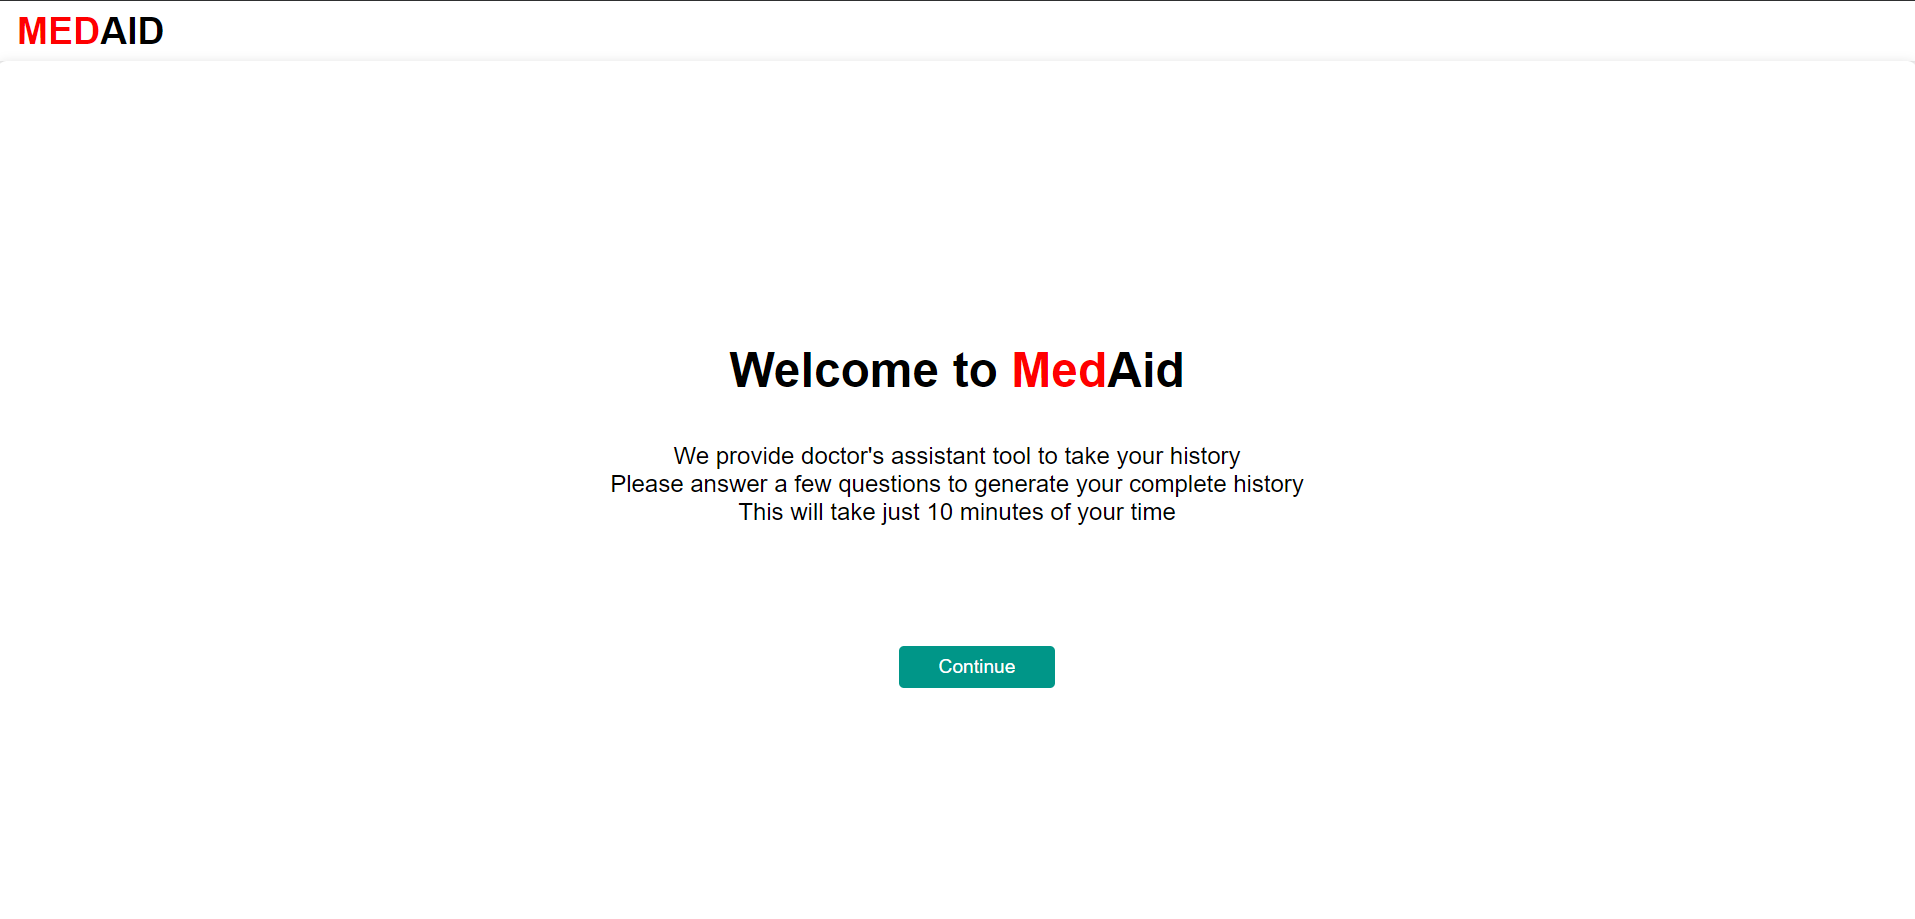 MEDAID
Welcome to MedAid
We provide doctor's assistant tool to take your history
Please answer a few questions to generate your complete history
This will take just 10 minutes of your time
Continue